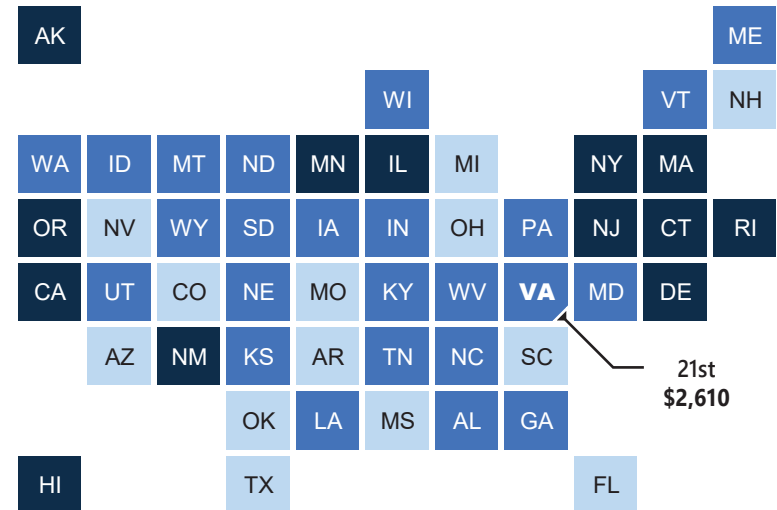 AK ME
WI VT NH
WA ID MT ND MN IL MI NY MA
OR NV WY SD IA IN OH PA NJ CT RI
CA UT CO NE MO KY WV VA MD DE
AZ NM KS AR TN NC SC
21st
$2,610
OK LA MS AL GA
HI TX FL